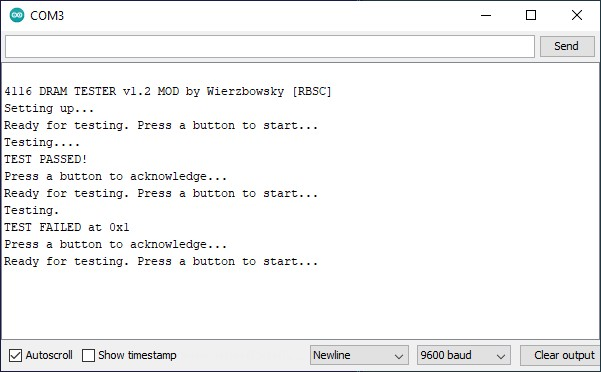 COM3
Send
4116 DRAM TESTER v1.2 MOD by Wierzbowsky [RBSC]
Setting up...
Ready for testing. Press a button to start...
Testing....
TEST PASSED!
Press a button to acknowledge...
Ready for testing. Press a button to start...
Testing.
TEST FAILED at 0x1
Press a button to acknowledge...
Ready for testing. Press a button to start...
Autoscroll Show timestamp Newline 9600 baud Clear output